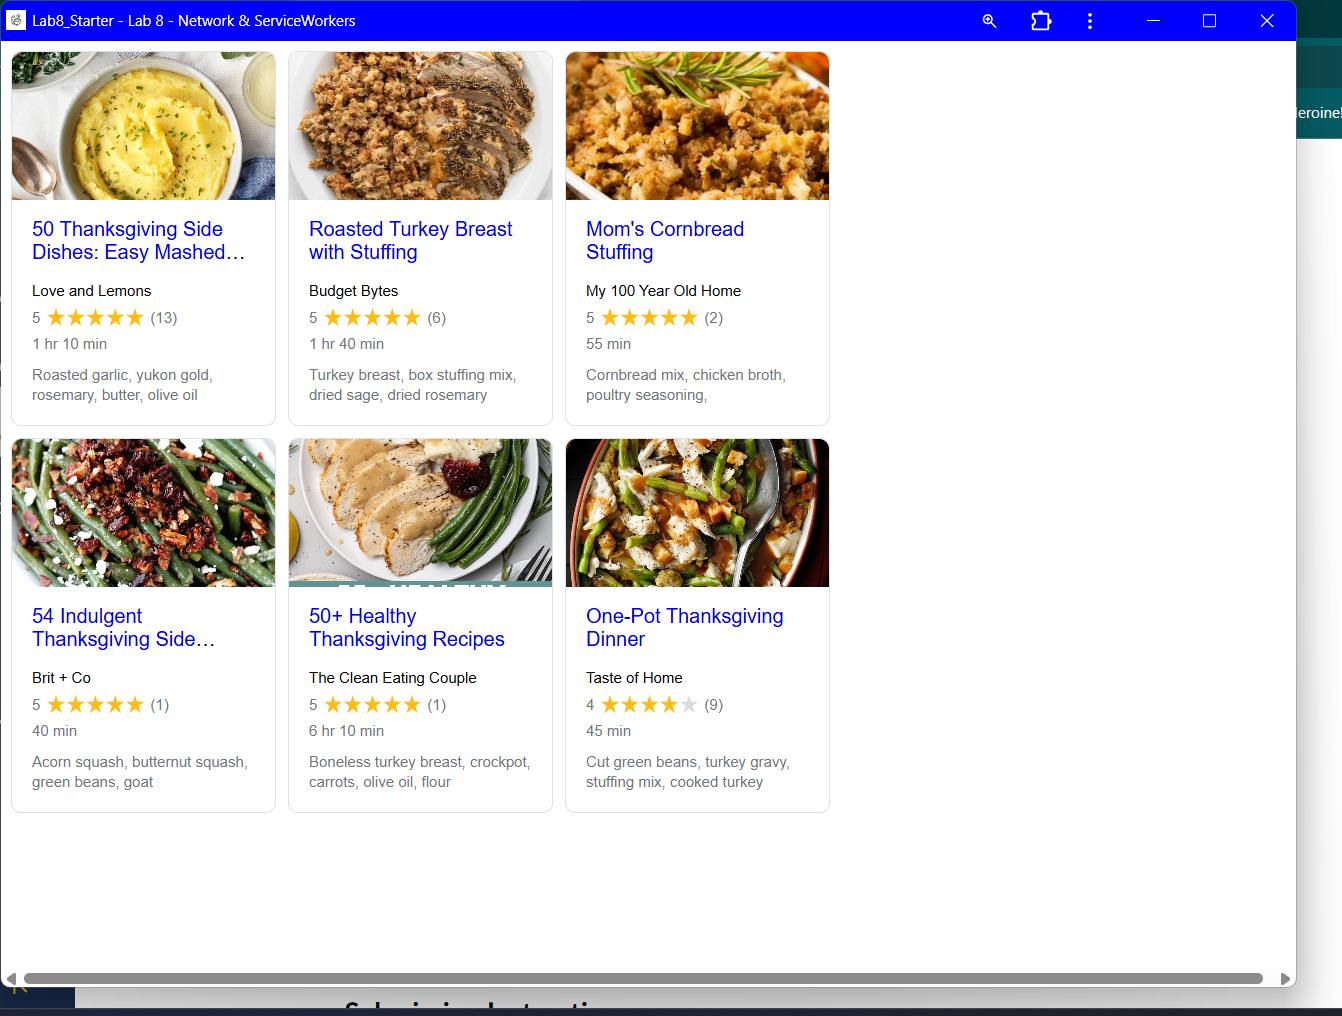 Lab8_Starter - Lab 8 - Network & ServiceWorkers
50 Thanksgiving Side
Dishes: Easy Mashed…
Love and Lemons
5 ★★★★★ (13)
1 hr 10 min
Roasted garlic, yukon gold,
rosemary, butter, olive oil
Roasted Turkey Breast
with Stuffing
Budget Bytes
5 ★★★★★ (6)
1 hr 40 min
Turkey breast, box stuffing mix,
dried sage, dried rosemary
Mom's Cornbread
Stuffing
My 100 Year Old Home
5 ★★★★★ (2)
55 min
Cornbread mix, chicken broth,
poultry seasoning,
54 Indulgent
Thanksgiving Side…
Brit + Co
5 ★★★★★ (1)
40 min
Acorn squash, butternut squash,
green beans, goat
50+ Healthy
Thanksgiving Recipes
The Clean Eating Couple
5 ★★★★★ (1)
6 hr 10 min
Boneless turkey breast, crockpot,
carrots, olive oil, flour
One-Pot Thanksgiving
Dinner
Taste of Home
4 ★★★★★ (9)
45 min
Cut green beans, turkey gravy,
stuffing mix, cooked turkey